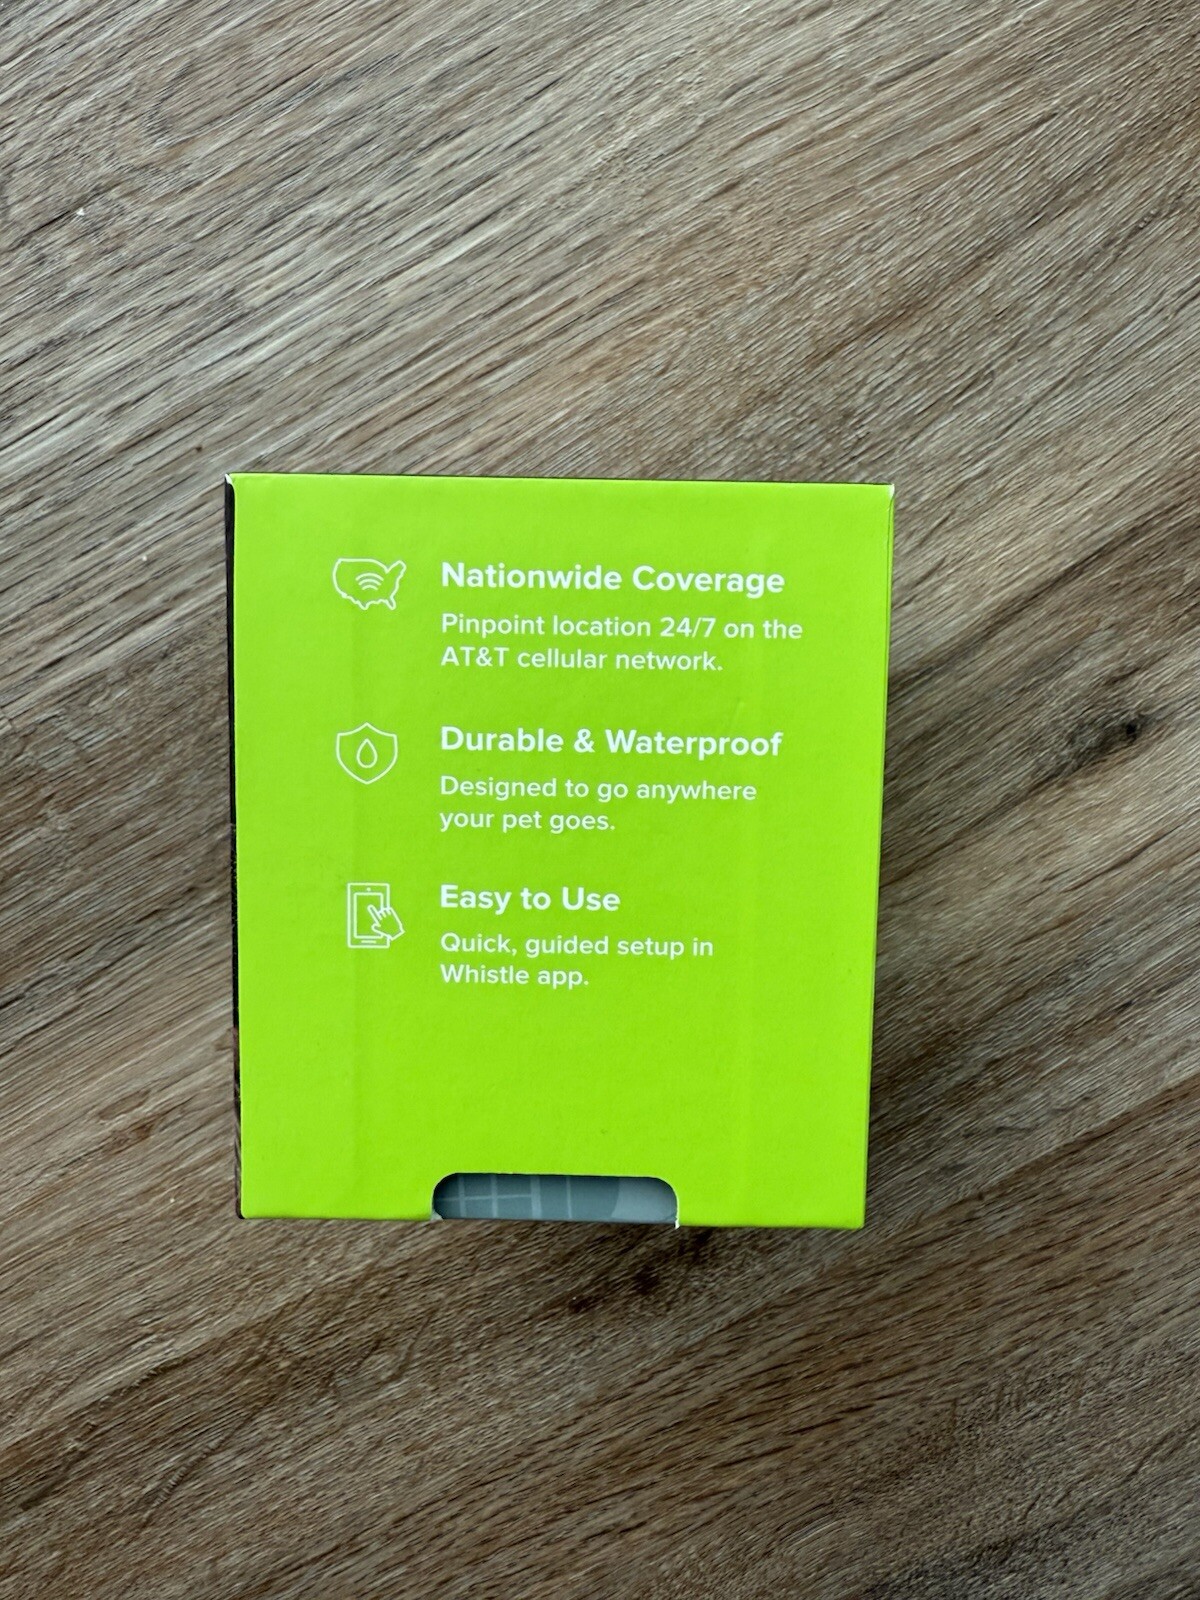 Nationwide Coverage
Pinpoint location 24/7 on the
AT&T cellular network.
Durable & Waterproof
Designed to go anywhere
your pet goes.
Easy to Use
Quick, guided setup in
Whistle app.